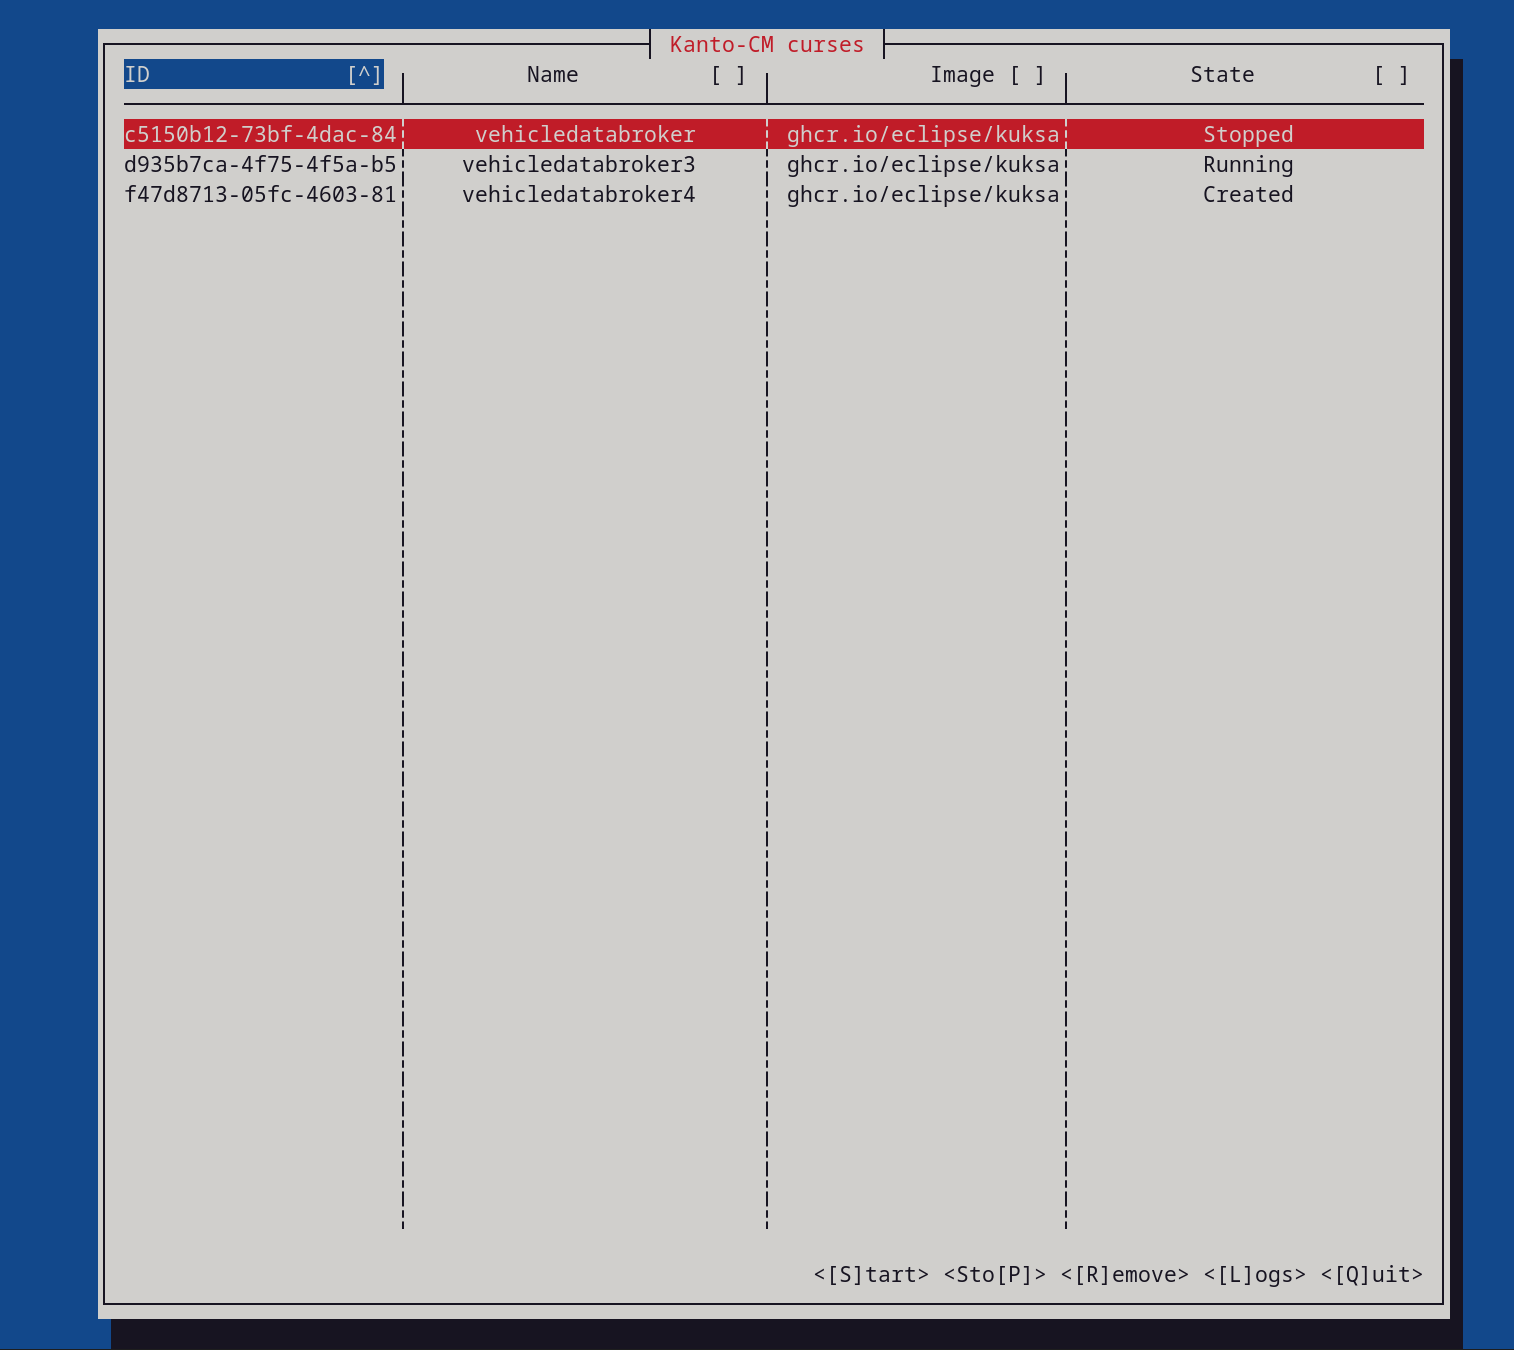 Kanto-CM curses
ID [^] Name [ ] Image [ ] State [ ]
c5150b12-73bf-4dac-84 vehicledatabroker ghcr.io/eclipse/kuksa Stopped
d935b7ca-4f75-4f5a-b5 vehicledatabroker3 ghcr.io/eclipse/kuksa Running
f47d8713-05fc-4603-81 vehicledatabroker4 ghcr.io/eclipse/kuksa Created
<[S]tart> <Sto[P]> <[R]emove> <[L]ogs> <[Q]uit>